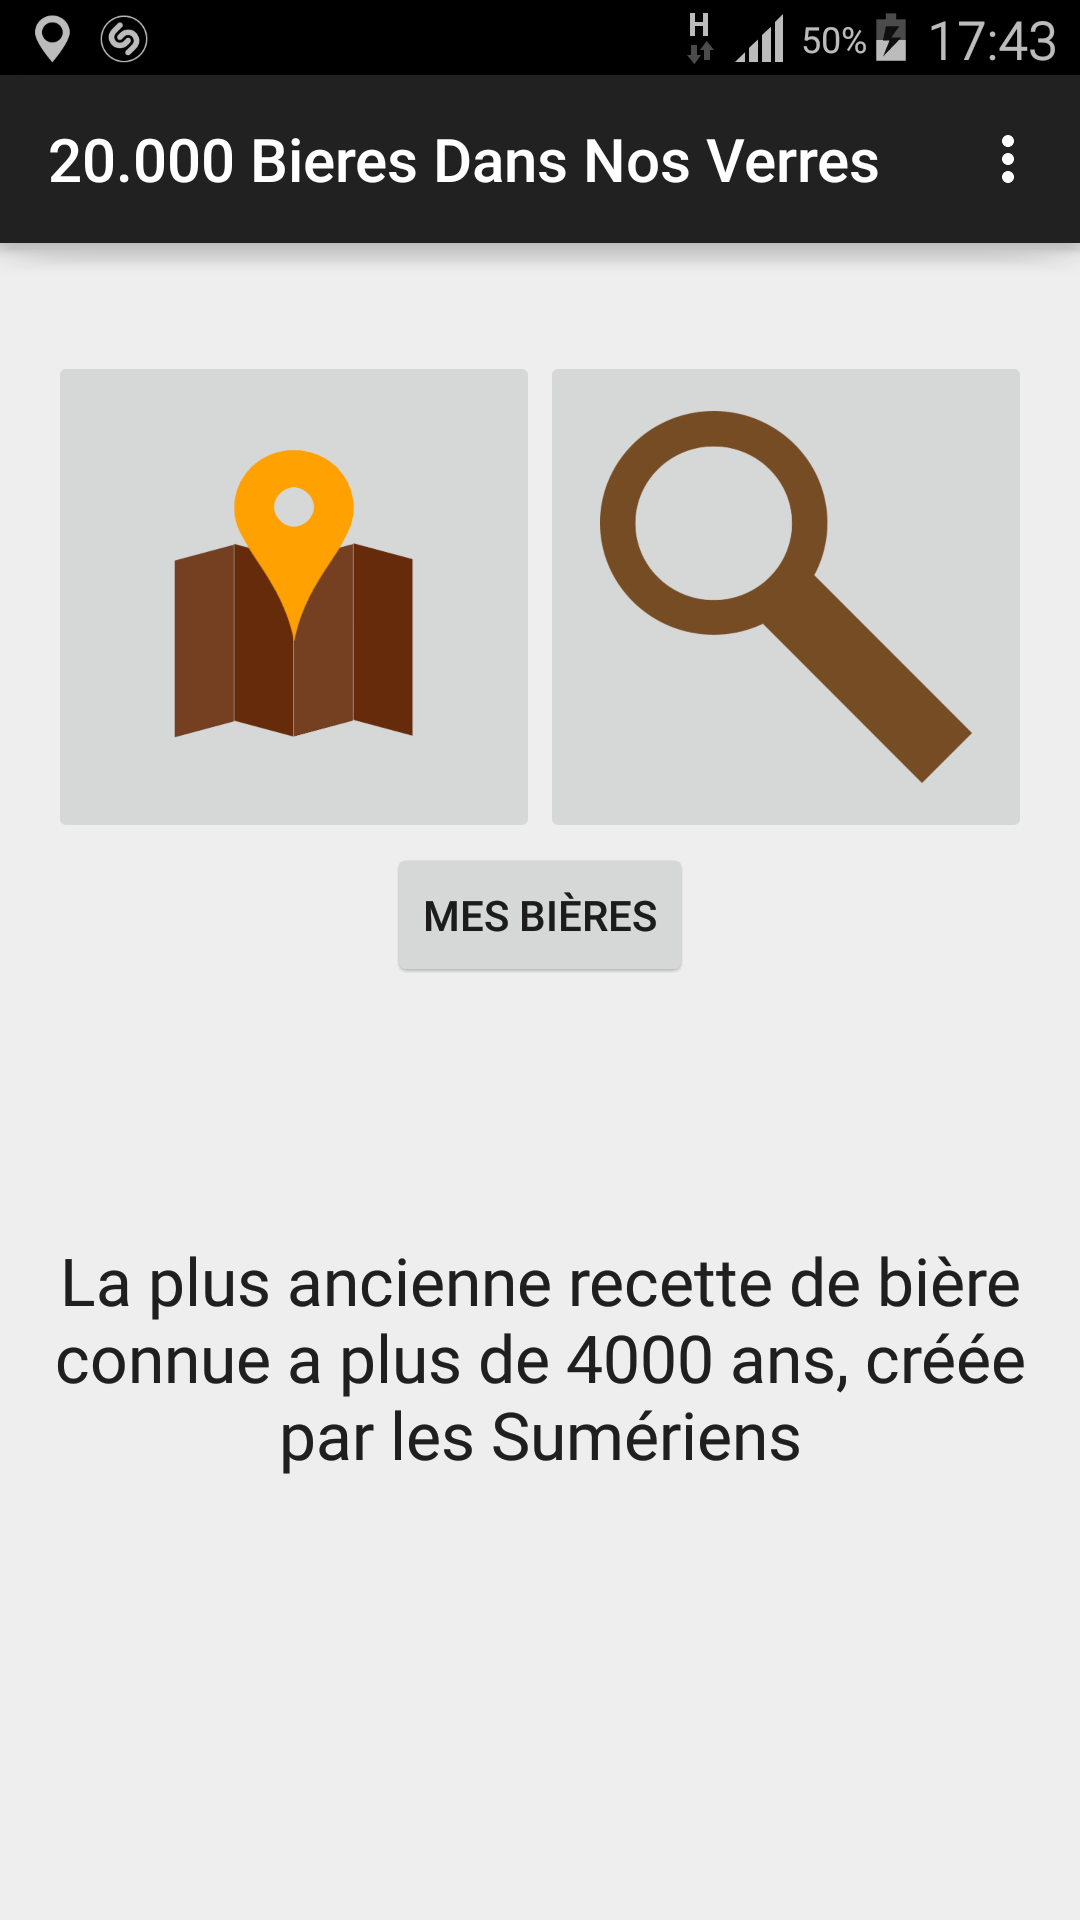 H
50%
17:43
20.000 Bieres Dans Nos Verres
MES BIÈRES
La plus ancienne recette de bière
connue a plus de 4000 ans, créée
par les Sumériens